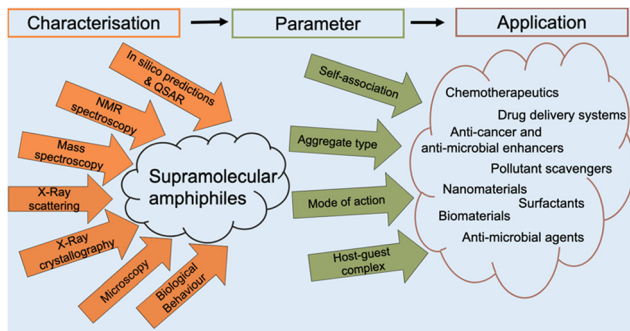 Characterisation
Parameter
Application
In silico predictions
& QSAR
NMR
spectroscopy
Mass
spectroscopy
X-Ray
scattering
X-Ray
crystallography
Microscopy
Biological
Behaviour
Supramolecular
amphiphiles
Self-association
Aggregate type
Mode of action
Host-guest
complex
Chemotherapeutics
Drug delivery systems
Anti-cancer and
anti-microbial enhancers
Pollutant scavengers
Nanomaterials
Surfactants
Biomaterials
Anti-microbial agents